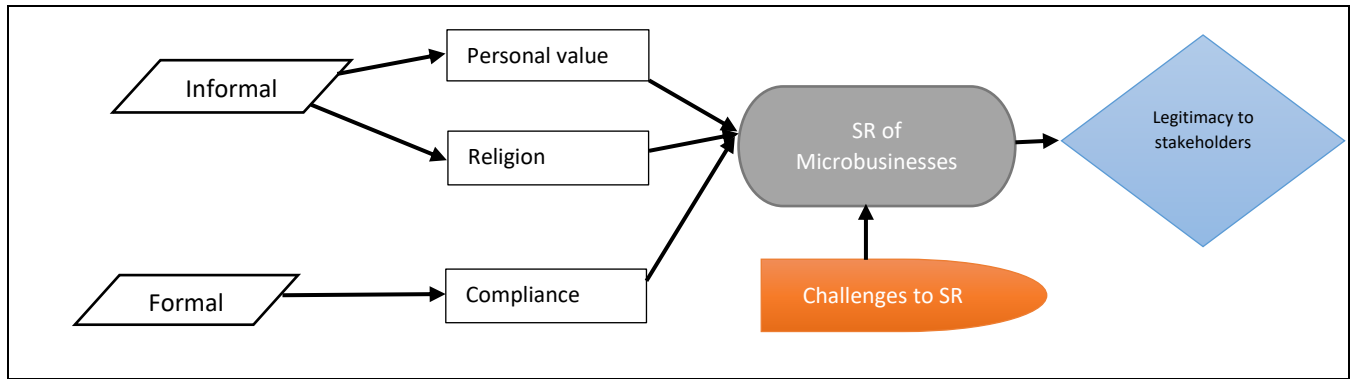 Informal
Personal value
Religion
Formal
Compliance
SR of
Microbusinesses
Challenges to SR
Legitimacy to
stakeholders